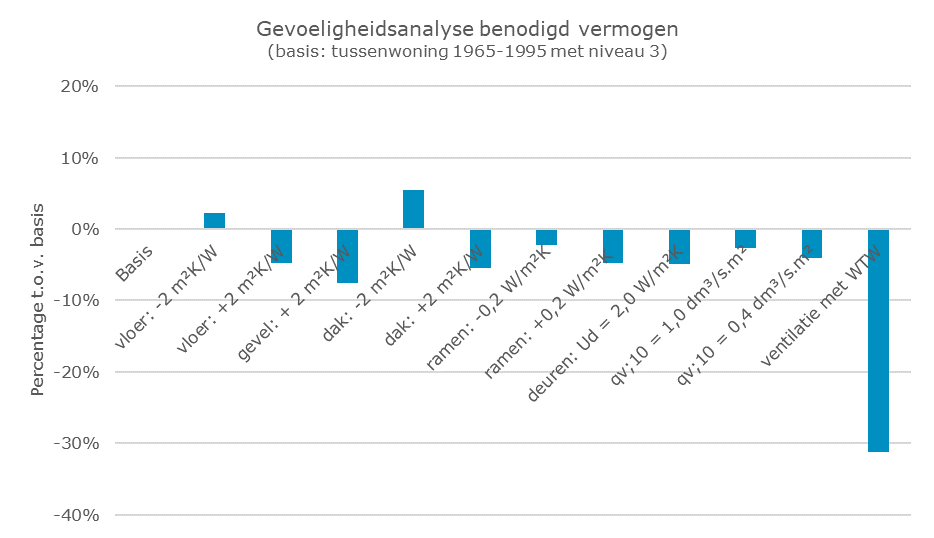 Gevoeligheidsanalyse benodigd vermogen
(basis: tussenwoning 1965-1995 met niveau 3)
Percentage t.o.v. basis
20%
10%
0%
-10%
-20%
-30%
-40%
Basis
vloer: -2 m²K/W
vloer: +2 m²K/W
gevel: + 2 m²K/W
dak: -2 m²K/W
dak: +2 m²K/W
ramen: -0,2 W/m²K
ramen: +0,2 W/m²K
deuren: Ud = 2,0 W/m²K
qv;10 = 1,0 dm³/s.m²
qv;10 = 0,4 dm³/s.m²
ventilatie met WTW